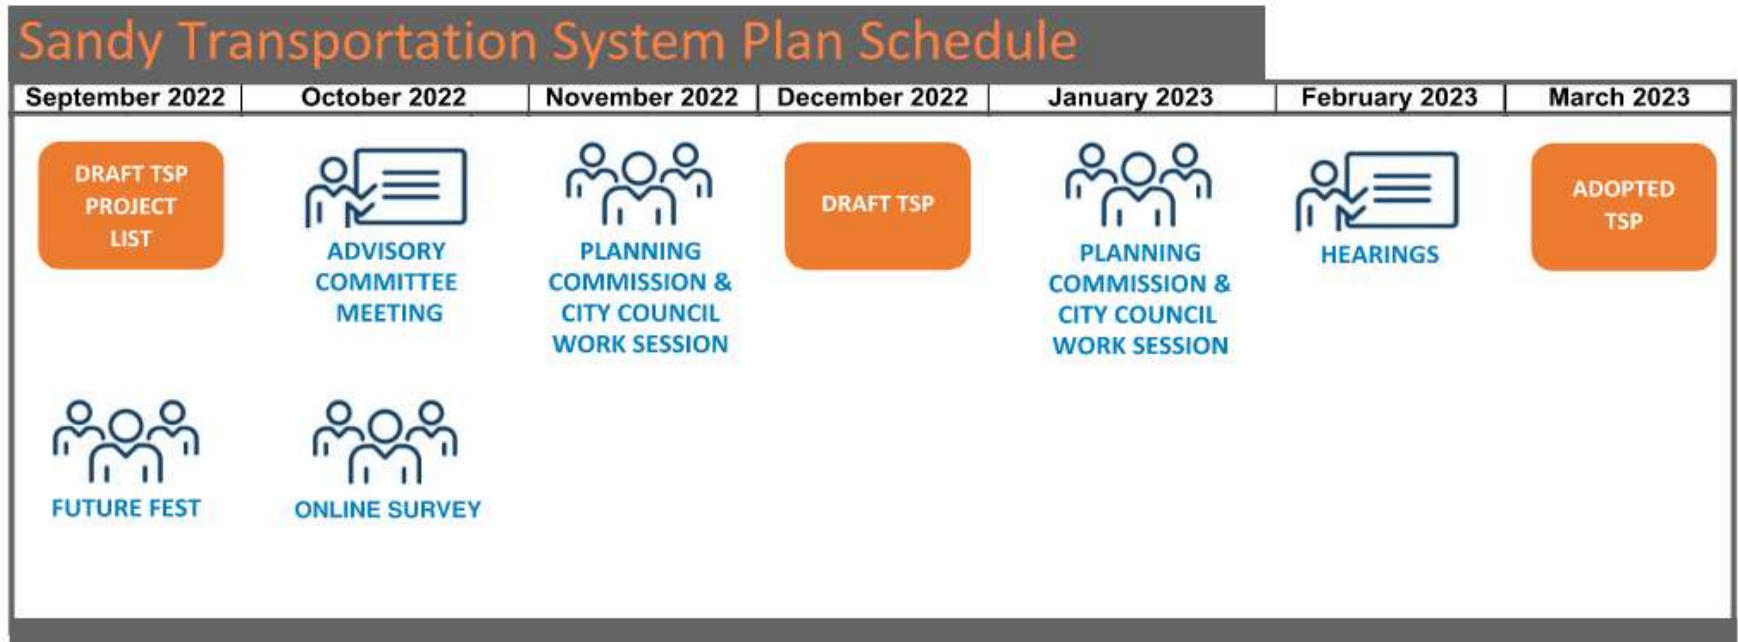 Sandy Transportation System Plan Schedule
September 2022
October 2022
November 2022
December 2022
January 2023
February 2023
March 2023
DRAFT TSP
PROJECT
LIST
ADVISORY
COMMITTEE
MEETING
PLANNING
COMMISSION &
CITY COUNCIL
WORK SESSION
DRAFT TSP
PLANNING
COMMISSION &
CITY COUNCIL
WORK SESSION
HEARINGS
ADOPTED
TSP
FUTURE FEST
ONLINE SURVEY